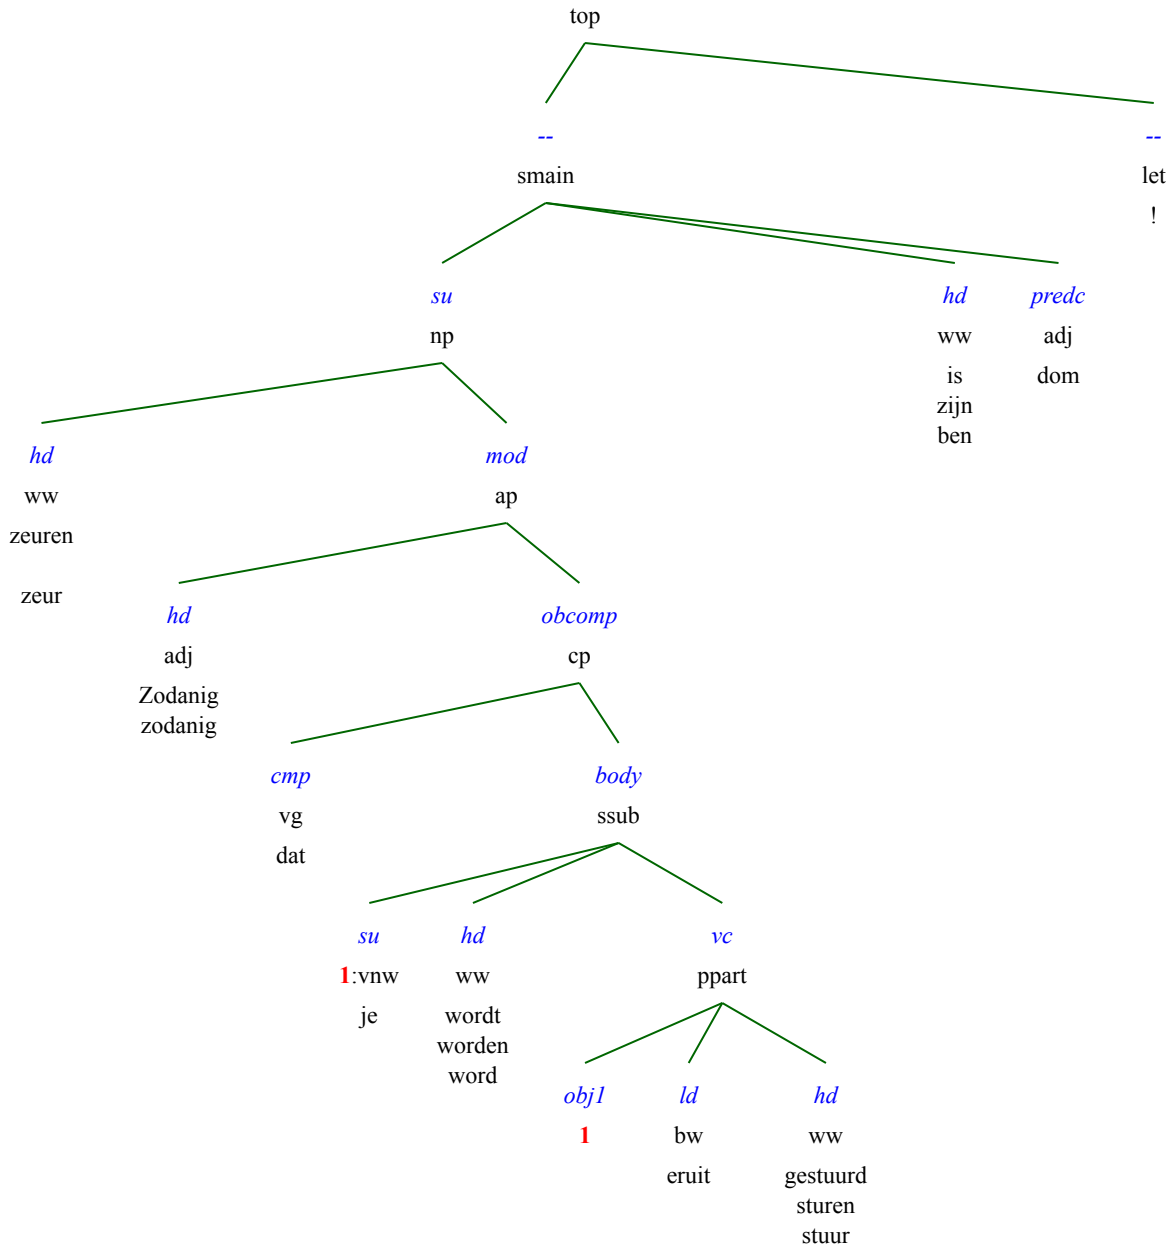 top
-- --
smain let
!
su hd predc
np ww adj
is dom
zijn
ben
hd mod
ww ap
zeuren
zeur
hd obcomp
adj cp
Zodanig
zodanig
cmp body
vg ssub
dat
su hd vc
1:vnw ww ppart
je wordt
worden
word
obj1 ld hd
1 bw ww
eruit gestuurd
sturen
stuur